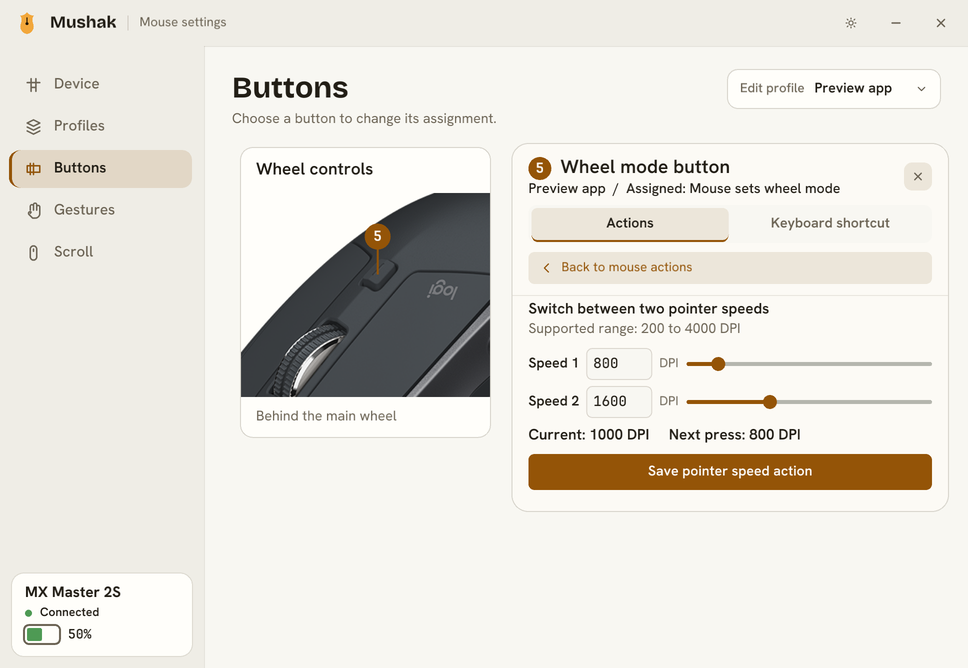 Mushak
Mouse settings
Device
Profiles
Buttons
Gestures
Scroll
MX Master 2S
Connected
50%
Buttons
Choose a button to change its assignment.
Edit profile Preview app
Wheel controls
5
logi
Behind the main wheel
5 Wheel mode button
Preview app / Assigned: Mouse sets wheel mode
Actions
Keyboard shortcut
Back to mouse actions
Switch between two pointer speeds
Supported range: 200 to 4000 DPI
Speed 1 800 DPI
Speed 2 1600 DPI
Current: 1000 DPI Next press: 800 DPI
Save pointer speed action